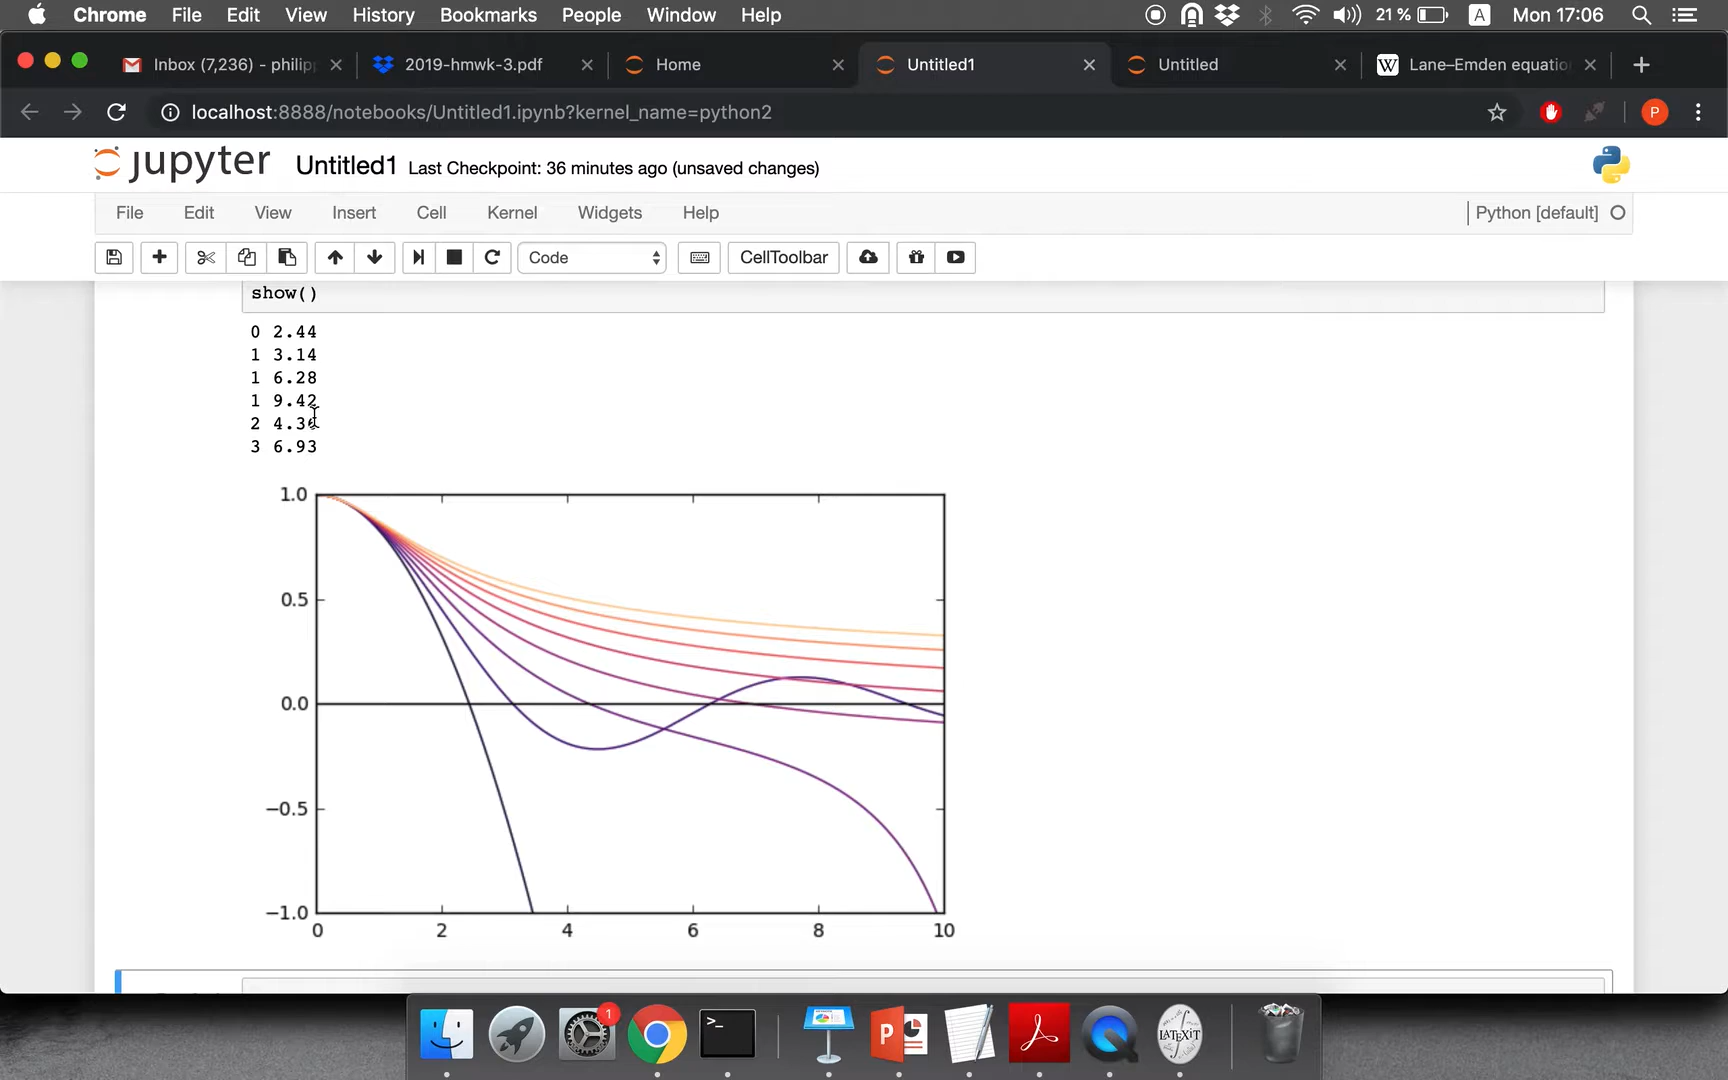 Chrome File Edit View History Bookmarks People Window Help 21 % A Mon 17:06
Inbox (7,236) - philipp 2019-hmwk-3.pdf Home Untitled1 Untitled W Lane–Emden equatio
localhost:8888/notebooks/Untitled1.ipynb?kernel_name=python2 P
jupyter Untitled1 Last Checkpoint: 36 minutes ago (unsaved changes)
File Edit View Insert Cell Kernel Widgets Help Python [default]
Code CellToolbar
show()
0 2.44
1 3.14
1 6.28
1 9.42
2
3 6.93
1.0
0.5
0.0
−0.5
−1.0
0 2 4 6 8 10
1
>_
P
LATEXiT